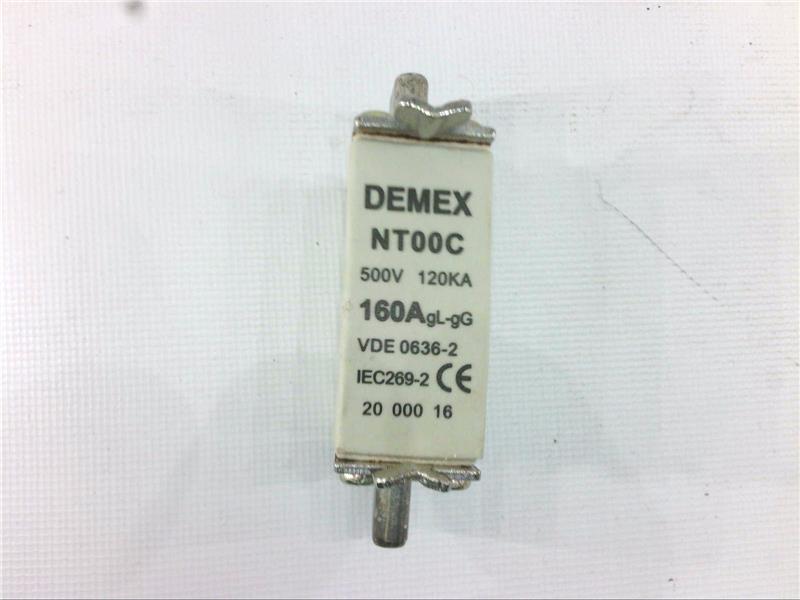 DEMEX
NT00C
500V 120KA
160AgL-gG
VDE 0636-2
IEC269-2 CE
20 000 16